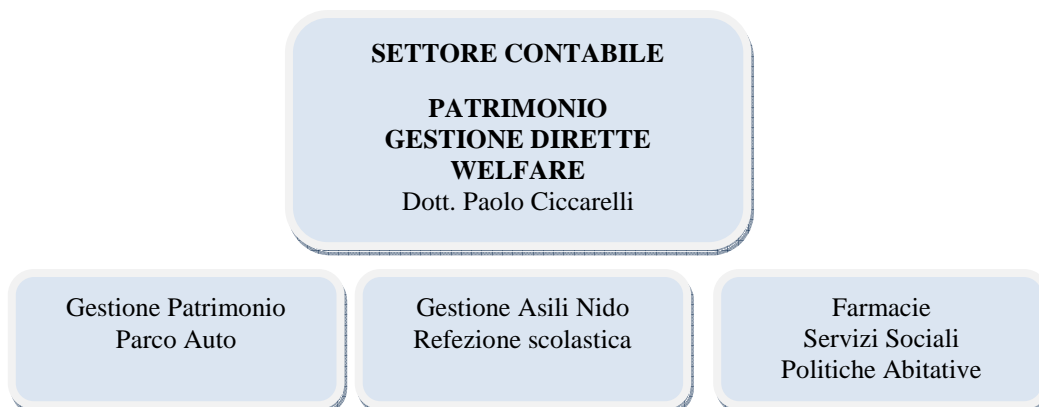 SETTORE CONTABILE
PATRIMONIO
GESTIONE DIRETTE
WELFARE
Dott. Paolo Ciccarelli
Gestione Patrimonio
Parco Auto
Gestione Asili Nido
Refezione scolastica
Farmacie
Servizi Sociali
Politiche Abitative